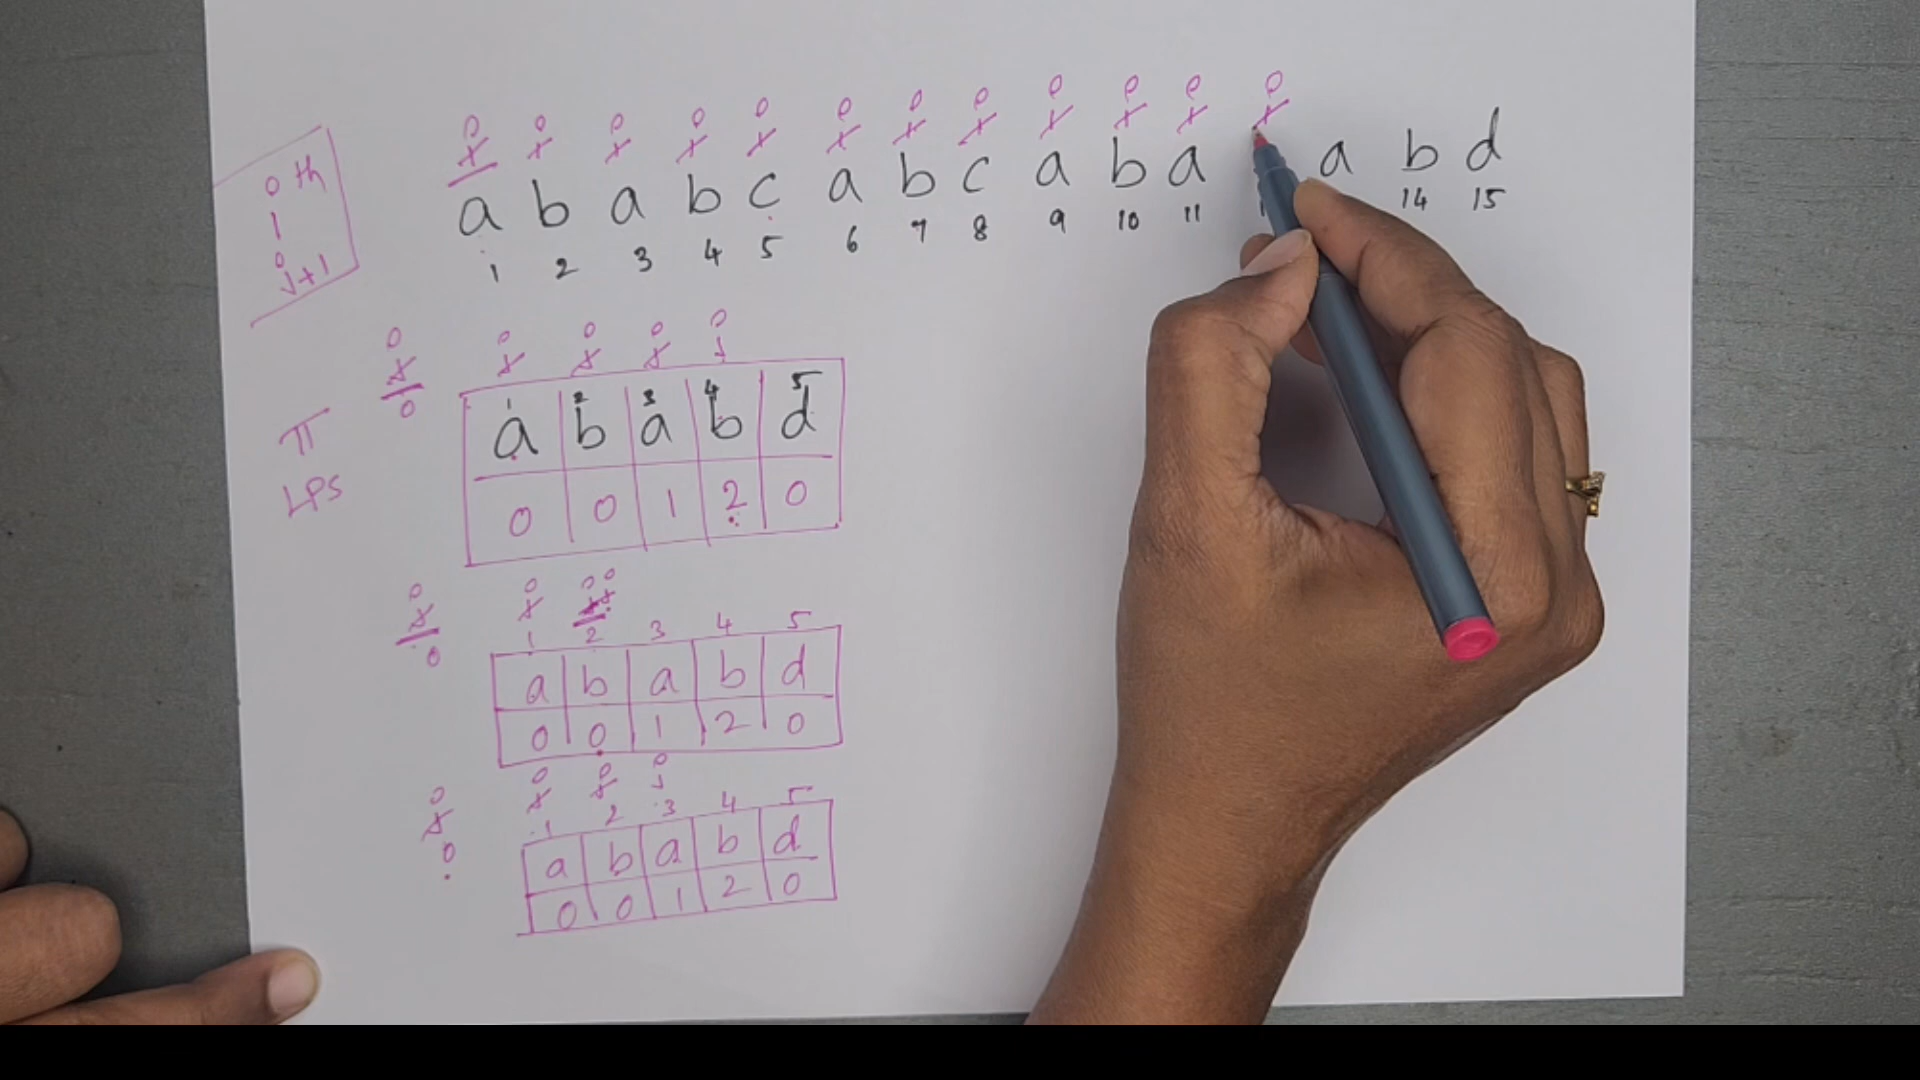 0 th
1
j+1
a b a b c a b c a b a a b d
1 2 3 4 5 6 7 8 9 10 11 14 15
π
LPS
0
1 2 3 4 5
a b a b d
0 0 1 2 0
0
1 2 3 4 5
a b a b d
0 0 1 2 0
0
1 2 3 4 5
a b a b d
0 0 1 2 0